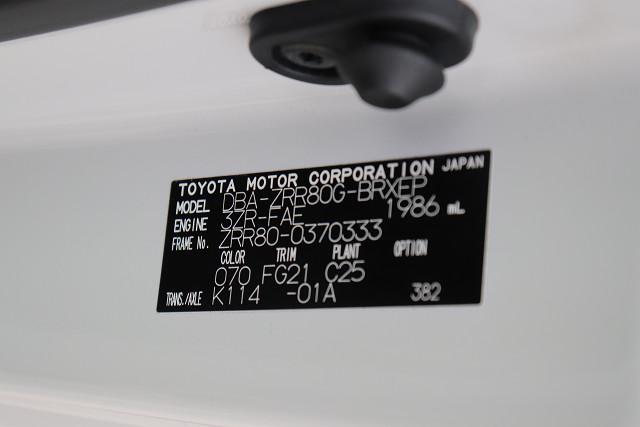 TOYOTA MOTOR CORPORATION JAPAN
MODEL DBA-ZRR80G-BRXEP
ENGINE 3ZR-FAE 1986 mL
FRAME No. ZRR80-0370333
COLOR TRIM PLANT OPTION
070 FG21 C25
TRANS./AXLE K114 -01A 382